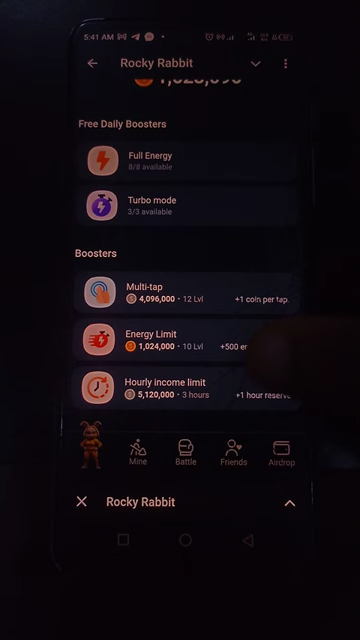 5:41 AM
Rocky Rabbit
Free Daily Boosters
Full Energy
8/8 available
Turbo mode
3/3 available
Boosters
Multi-tap
4,096,000 • 12 Lvl +1 coin per tap.
Energy Limit
1,024,000 • 10 Lvl +500
Hourly income limit
5,120,000 • 3 hours +1 hour reserve
Mine Battle Friends Airdrop
Rocky Rabbit